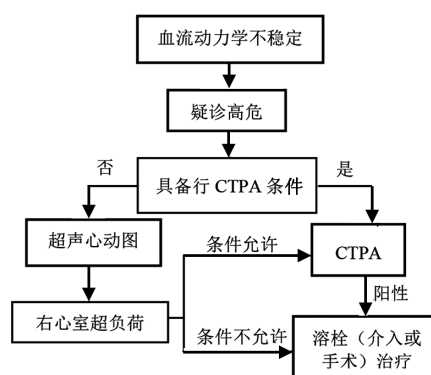 血流动力学不稳定
疑诊高危
否
具备行 CTPA 条件
是
超声心动图
条件允许
CTPA
阳性
右心室超负荷
条件不允许
溶栓（介入或
手术）治疗